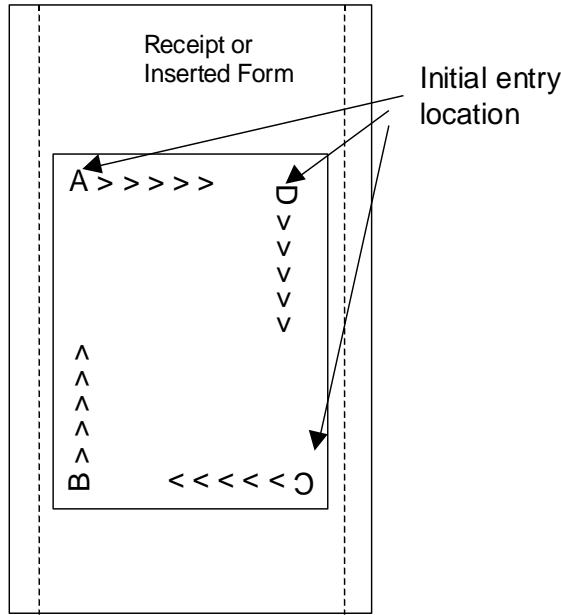 Receipt or
Inserted Form
Initial entry
location
A > > > > >
D > > > > >
B > > > > >
C > > > > >